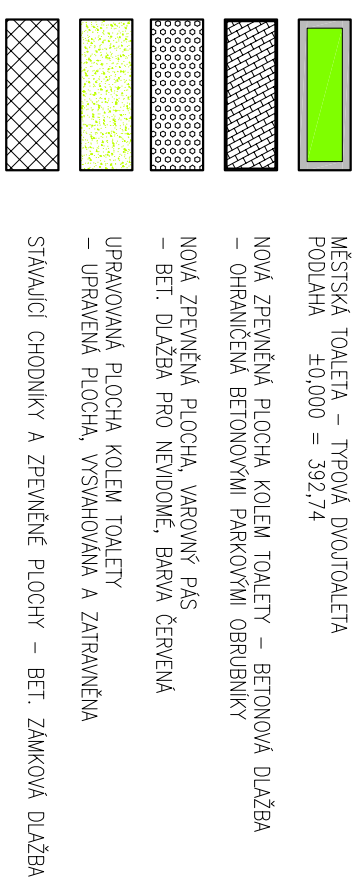 MĚSTSKÁ TOALETA – TYPOVÁ DVOUTOALETA
PODLAHA ±0,000 = 392,74
NOVÁ ZPEVNĚNÁ PLOCHA KOLEM TOALETY – BETONOVÁ DLAŽBA
– OHRANIČENÁ BETONOVÝMI PARKOVÝMI OBRUBNÍKY
NOVÁ ZPEVNĚNÁ PLOCHA, VAROVNÝ PÁS
– BET. DLAŽBA PRO NEVIDOMÉ, BARVA ČERVENÁ
UPRAVOVANÁ PLOCHA KOLEM TOALETY
– UPRAVENÁ PLOCHA, VYSVAHOVÁNA A ZATRAVNĚNA
STÁVAJÍCÍ CHODNÍKY A ZPEVNĚNÉ PLOCHY – BET. ZÁMKOVÁ DLAŽBA